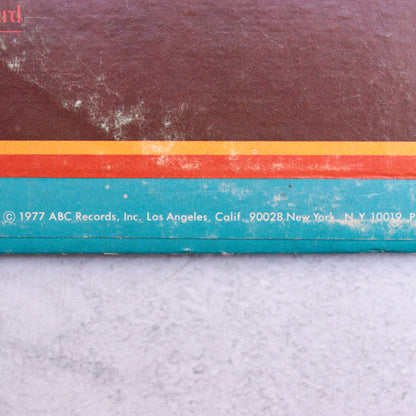 © 1977 ABC Records, Inc. Los Angeles, Calif. 90028 New York, N. Y 10019, P